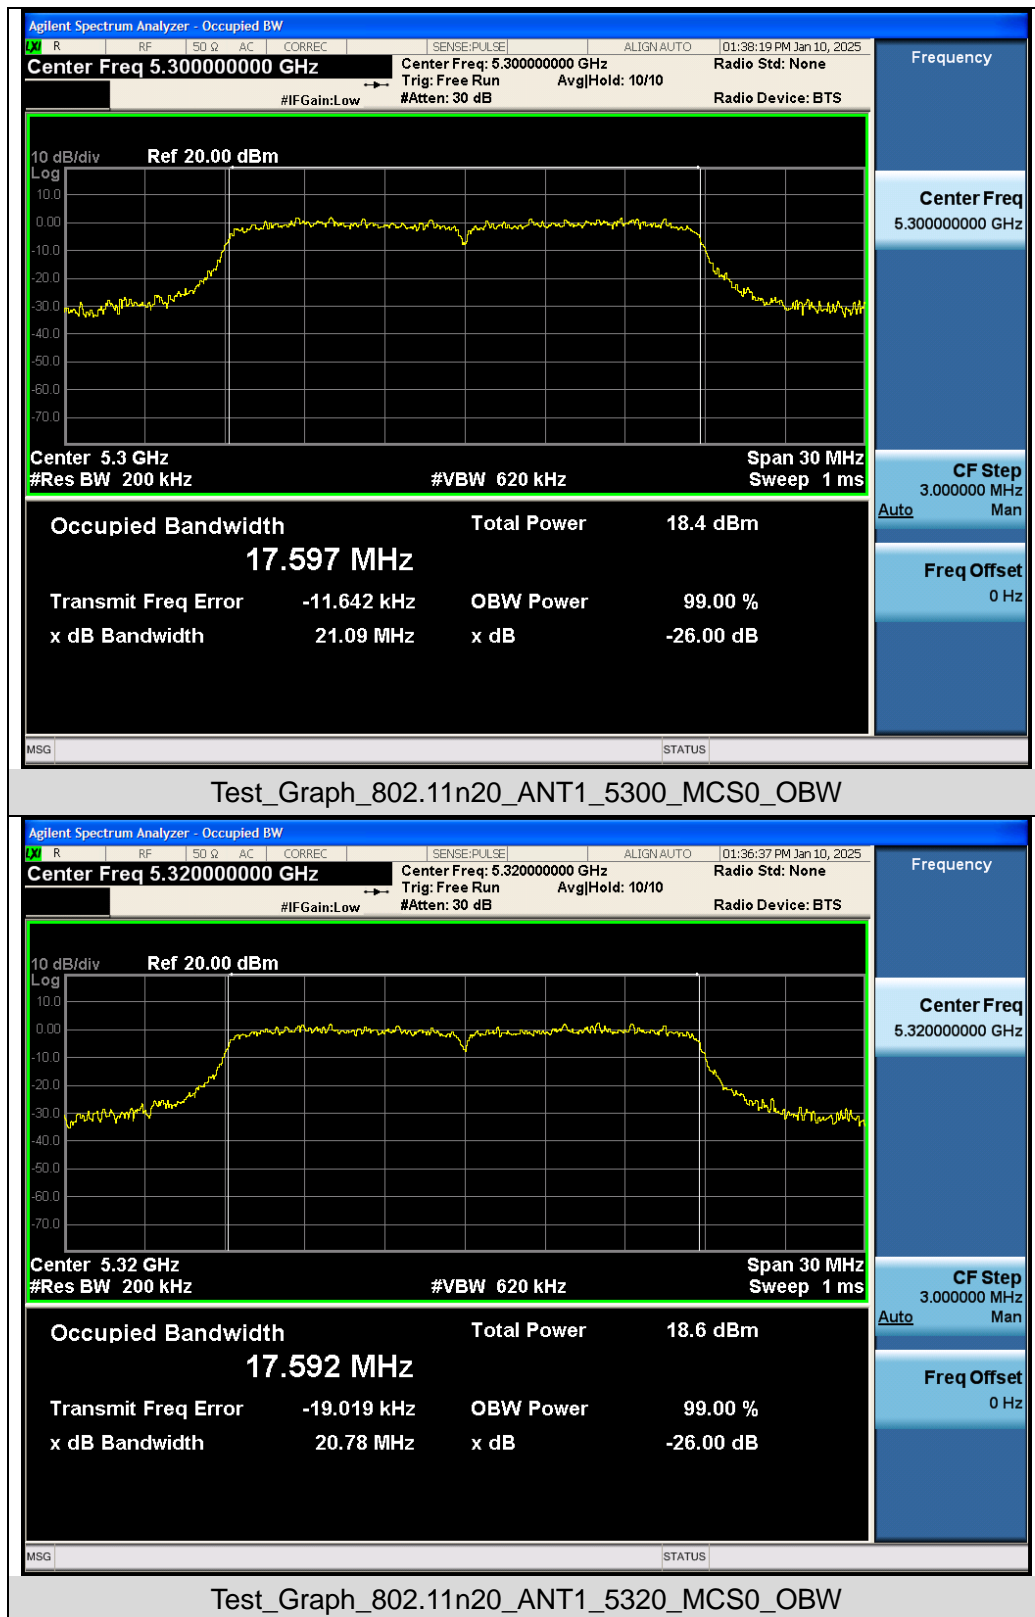 Agilent Spectrum Analyzer - Occupied BW
LXI R RF 50 Ω AC CORREC SENSE:PULSE ALIGN AUTO 01:38:19 PM Jan 10, 2025
Center Freq 5.300000000 GHz
Center Freq: 5.300000000 GHz
Radio Std: None
Trig: Free Run Avg|Hold: 10/10
#IFGain:Low
#Atten: 30 dB
Radio Device: BTS
10 dB/div Ref 20.00 dBm
Log
10.0
0.00
-10.0
-20.0
-30.0
-40.0
-50.0
-60.0
-70.0
Center 5.3 GHz Span 30 MHz
#Res BW 200 kHz #VBW 620 kHz Sweep 1 ms
Occupied Bandwidth Total Power 18.4 dBm
17.597 MHz
Transmit Freq Error -11.642 kHz OBW Power 99.00 %
x dB Bandwidth 21.09 MHz x dB -26.00 dB
Frequency
Center Freq
5.300000000 GHz
CF Step
3.000000 MHz
Auto Man
Freq Offset
0 Hz
MSG STATUS
Test_Graph_802.11n20_ANT1_5300_MCS0_OBW
Agilent Spectrum Analyzer - Occupied BW
LXI R RF 50 Ω AC CORREC SENSE:PULSE ALIGN AUTO 01:36:37 PM Jan 10, 2025
Center Freq 5.320000000 GHz
Center Freq: 5.320000000 GHz
Radio Std: None
Trig: Free Run Avg|Hold: 10/10
#IFGain:Low
#Atten: 30 dB
Radio Device: BTS
10 dB/div Ref 20.00 dBm
Log
10.0
0.00
-10.0
-20.0
-30.0
-40.0
-50.0
-60.0
-70.0
Center 5.32 GHz Span 30 MHz
#Res BW 200 kHz #VBW 620 kHz Sweep 1 ms
Occupied Bandwidth Total Power 18.6 dBm
17.592 MHz
Transmit Freq Error -19.019 kHz OBW Power 99.00 %
x dB Bandwidth 20.78 MHz x dB -26.00 dB
Frequency
Center Freq
5.320000000 GHz
CF Step
3.000000 MHz
Auto Man
Freq Offset
0 Hz
MSG STATUS
Test_Graph_802.11n20_ANT1_5320_MCS0_OBW